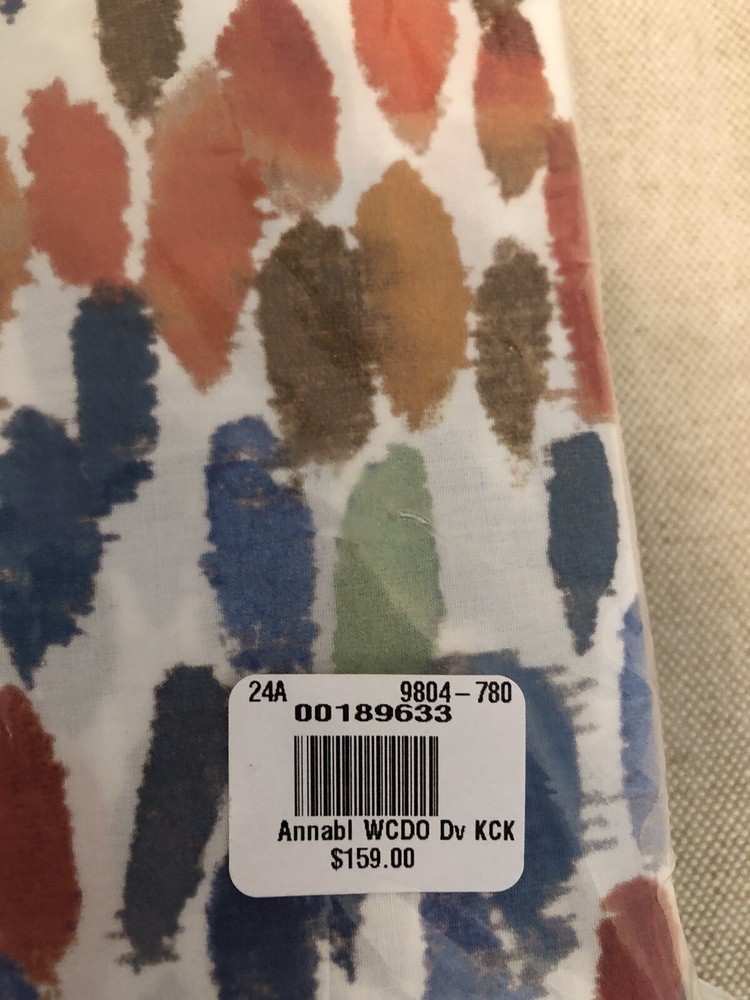 24A 9804-780
00189633
Annabl WCDO Dv KCK
$159.00